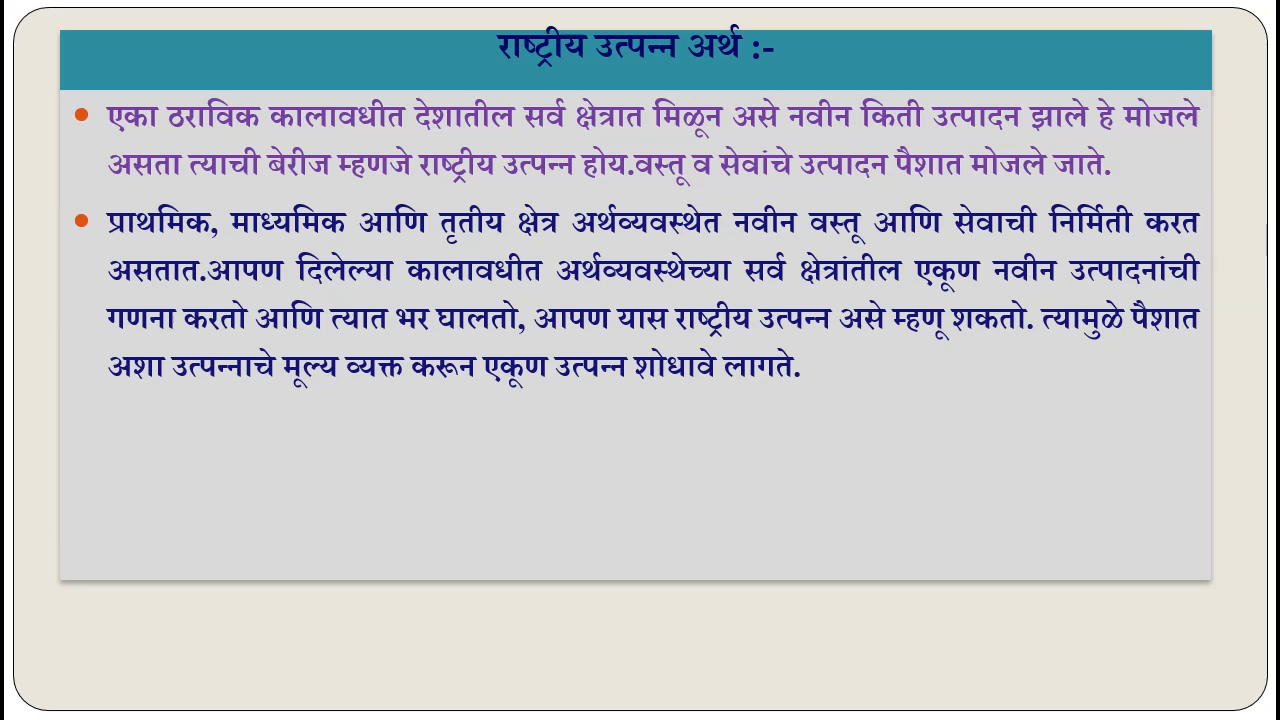 राष्ट्रीय उत्पन्न अर्थ :-
एका ठराविक कालावधीत देशातील सर्व क्षेत्रात मिळून असे नवीन किती उत्पादन झाले हे मोजले
असता त्याची बेरीज म्हणजे राष्ट्रीय उत्पन्न होय.वस्तू व सेवांचे उत्पादन पैशात मोजले जाते.
प्राथमिक, माध्यमिक आणि तृतीय क्षेत्र अर्थव्यवस्थेत नवीन वस्तू आणि सेवाची निर्मिती करत
असतात.आपण दिलेल्या कालावधीत अर्थव्यवस्थेच्या सर्व क्षेत्रांतील एकूण नवीन उत्पादनांची
गणना करतो आणि त्यात भर घालतो, आपण यास राष्ट्रीय उत्पन्न असे म्हणू शकतो. त्यामुळे पैशात
अशा उत्पन्नाचे मूल्य व्यक्त करून एकूण उत्पन्न शोधावे लागते.